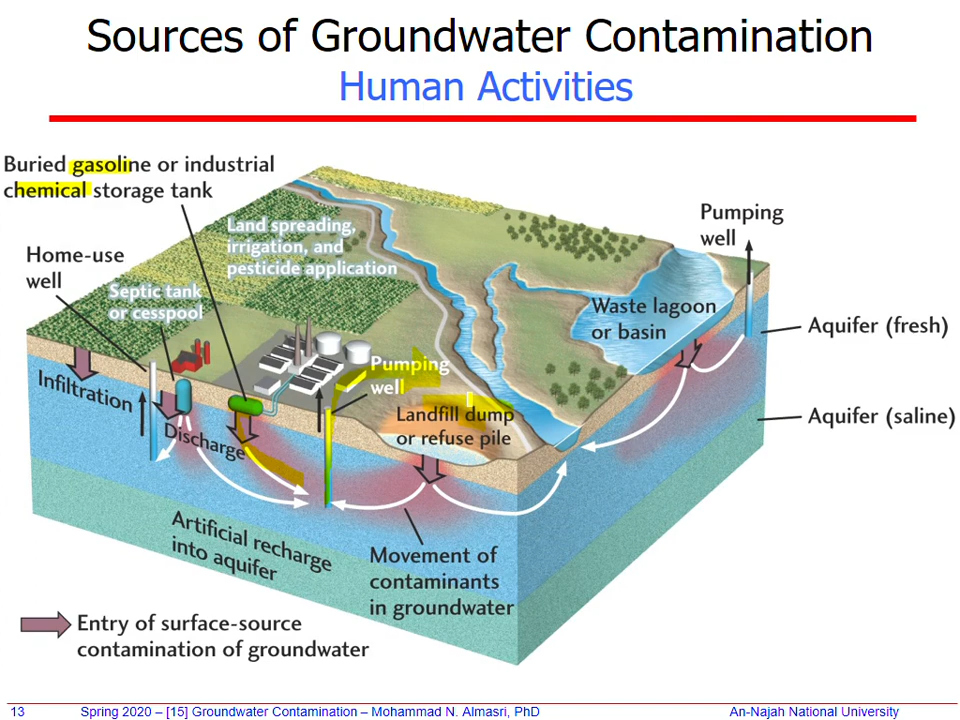 Sources of Groundwater Contamination
Human Activities
Buried gasoline or industrial
chemical storage tank
Home-use
well
Septic tank
or cesspool
Land spreading,
irrigation, and
pesticide application
Pumping
well
Waste lagoon
or basin
Aquifer (fresh)
Aquifer (saline)
Infiltration
Discharge
Pumping
well
Landfill dump
or refuse pile
Artificial recharge
into aquifer
Movement of
contaminants
in groundwater
Entry of surface-source
contamination of groundwater
13 Spring 2020 – [15] Groundwater Contamination – Mohammad N. Almasri, PhD An-Najah National University